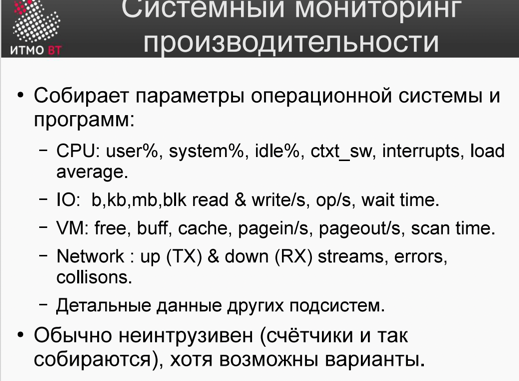 Системный мониторинг
производительности
ИТМО ВТ
• Собирает параметры операционной системы и
программ:
– CPU: user%, system%, idle%, ctxt_sw, interrupts, load
average.
– IO: b,kb,mb,blk read & write/s, op/s, wait time.
– VM: free, buff, cache, pagein/s, pageout/s, scan time.
– Network : up (TX) & down (RX) streams, errors,
collisons.
– Детальные данные других подсистем.
• Обычно неинтрузивен (счётчики и так
собираются), хотя возможны варианты.